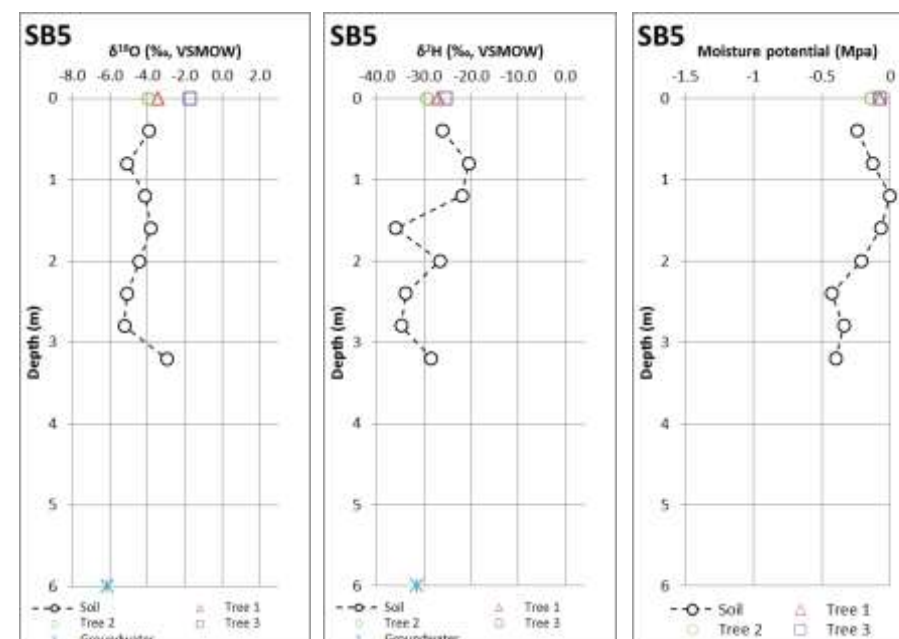 SB5
δ¹⁸O (‰, VSMOW)
-8.0 -6.0 -4.0 -2.0 0.0 2.0
0
1
2
3
4
5
6
Depth (m)
Soil
Tree 1
Tree 2
Tree 3
Groundwater
SB5
δ²H (‰, VSMOW)
-40.0 -30.0 -20.0 -10.0 0.0
0
1
2
3
4
5
6
Depth (m)
Soil
Tree 1
Tree 2
Tree 3
Groundwater
SB5
Moisture potential (Mpa)
-1.5 -1 -0.5 0
0
1
2
3
4
5
6
Depth (m)
Soil
Tree 1
Tree 2
Tree 3